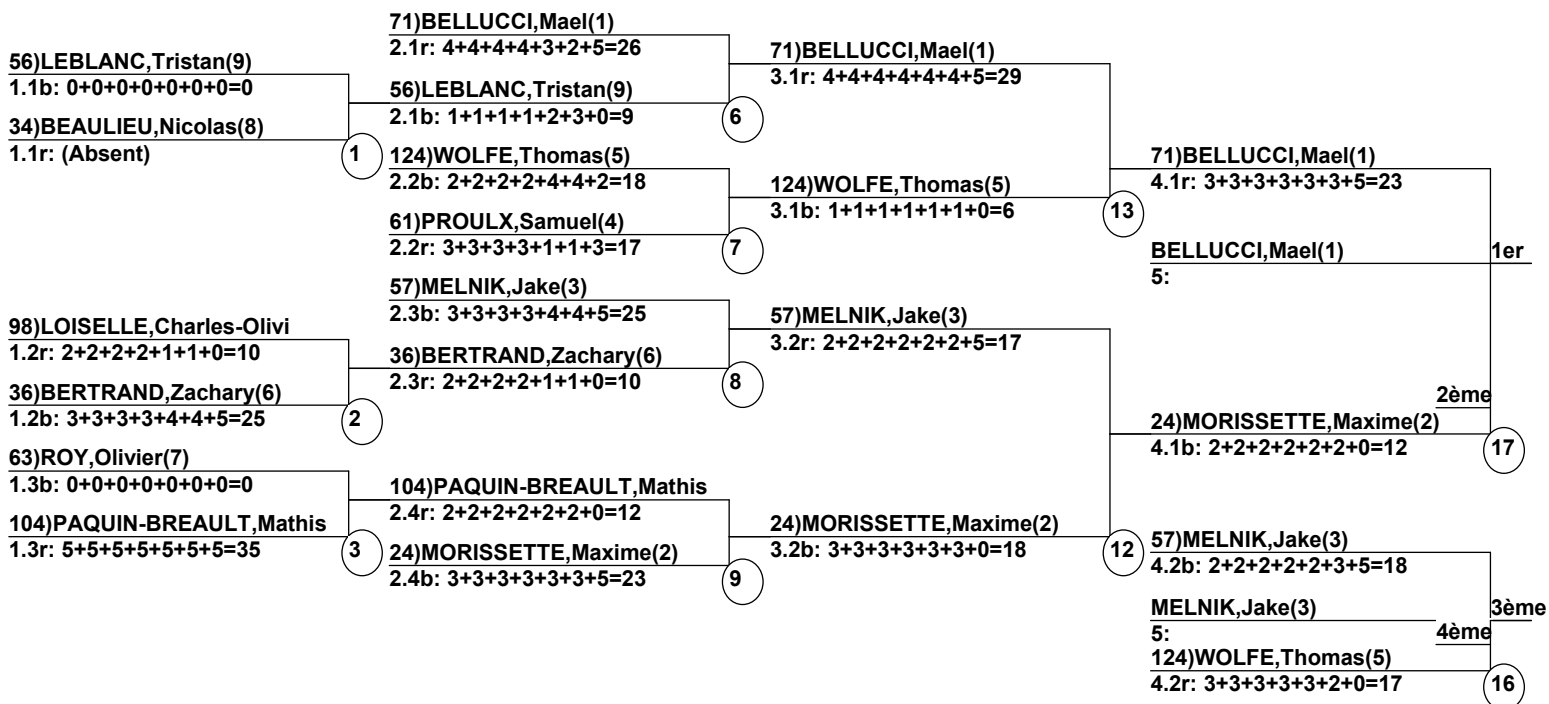 56)LEBLANC,Tristan(9)
1.1b: 0+0+0+0+0+0+0=0
34)BEAULIEU,Nicolas(8)
1.1r: (Absent)
1
98)LOISELLE,Charles-Olivi
1.2r: 2+2+2+2+1+1+0=10
36)BERTRAND,Zachary(6)
1.2b: 3+3+3+3+4+4+5=25
2
63)ROY,Olivier(7)
1.3b: 0+0+0+0+0+0+0=0
104)PAQUIN-BREAULT,Mathis
1.3r: 5+5+5+5+5+5+5=35
3
71)BELLUCCI,Mael(1)
2.1r: 4+4+4+4+3+2+5=26
56)LEBLANC,Tristan(9)
2.1b: 1+1+1+1+2+3+0=9
6
124)WOLFE,Thomas(5)
2.2b: 2+2+2+2+4+4+2=18
61)PROULX,Samuel(4)
2.2r: 3+3+3+3+1+1+3=17
7
57)MELNIK,Jake(3)
2.3b: 3+3+3+3+4+4+5=25
36)BERTRAND,Zachary(6)
2.3r: 2+2+2+2+1+1+0=10
8
104)PAQUIN-BREAULT,Mathis
2.4r: 2+2+2+2+2+2+0=12
24)MORISSETTE,Maxime(2)
2.4b: 3+3+3+3+3+3+5=23
9
71)BELLUCCI,Mael(1)
3.1r: 4+4+4+4+4+4+5=29
124)WOLFE,Thomas(5)
3.1b: 1+1+1+1+1+1+0=6
13
57)MELNIK,Jake(3)
3.2r: 2+2+2+2+2+2+5=17
24)MORISSETTE,Maxime(2)
3.2b: 3+3+3+3+3+3+0=18
12
71)BELLUCCI,Mael(1)
4.1r: 3+3+3+3+3+3+5=23
BELLUCCI,Mael(1)
1er
5:
2ème
24)MORISSETTE,Maxime(2)
4.1b: 2+2+2+2+2+2+0=12
17
57)MELNIK,Jake(3)
4.2b: 2+2+2+2+2+3+5=18
MELNIK,Jake(3)
3ème
5:
4ème
124)WOLFE,Thomas(5)
4.2r: 3+3+3+3+3+2+0=17
16